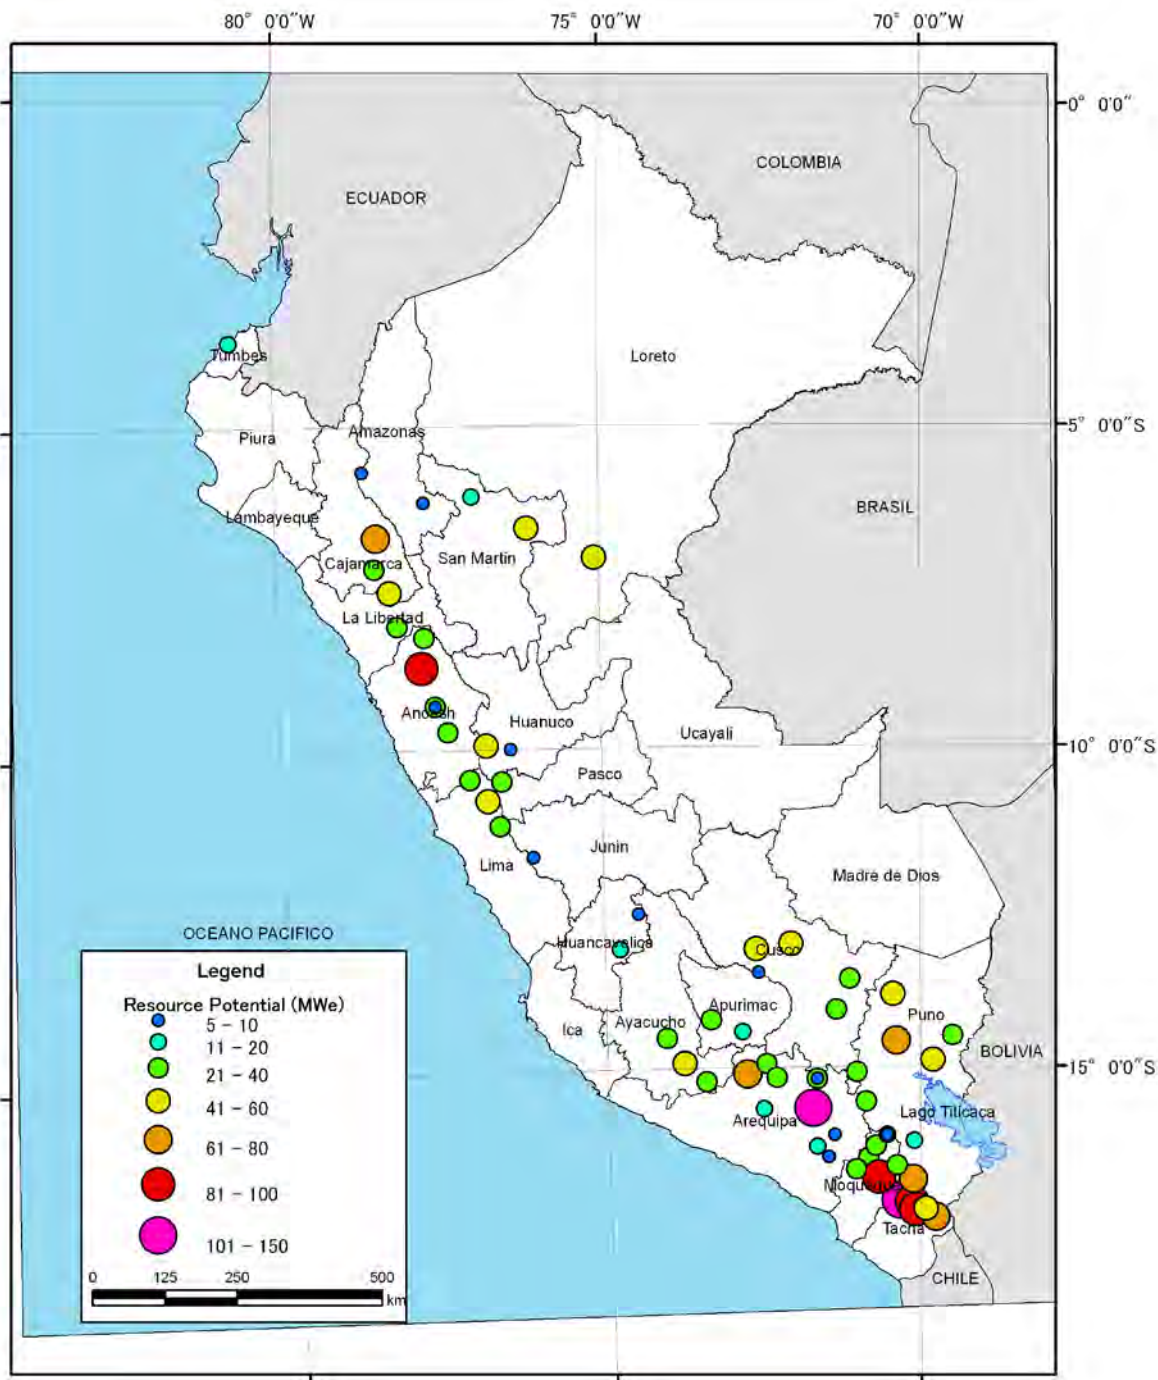 80° 0'0"W 75° 0'0"W 70° 0'0"W
0° 0'0"
COLOMBIA
ECUADOR
Tumbes
Loreto
5° 0'0"S
Amazonas
Piura
BRASIL
Lambayeque
San Martin
Cajamarca
La Libertad
Ancash
Huanuco
Ucayali
10° 0'0"S
Pasco
Junin
Lima
Madre de Dios
OCEANO PACIFICO
Huancavelica
Cusco
Apurimac
Puno
Ayacucho
Ica
BOLIVIA
15° 0'0"S
Lago Titicaca
Arequipa
Moquegua
Tacna
CHILE
Legend
Resource Potential (MWe)
5 - 10
11 - 20
21 - 40
41 - 60
61 - 80
81 - 100
101 - 150
0 125 250 500
km